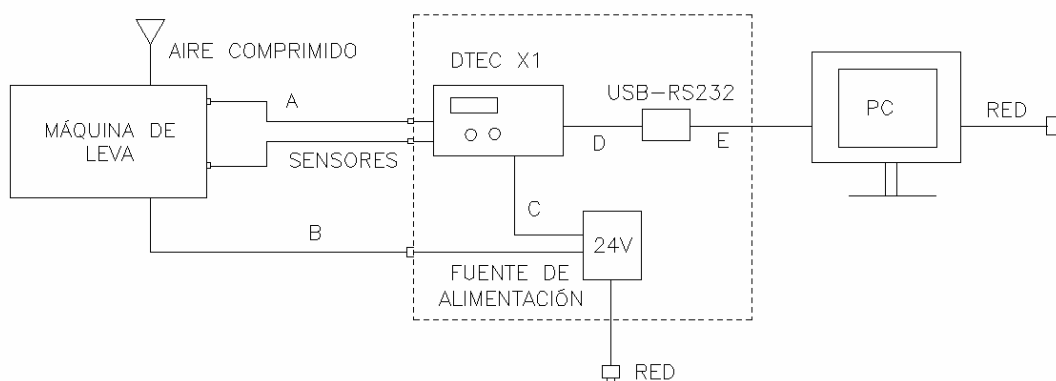 AIRE COMPRIMIDO
DTEC X1
USB-RS232
A
MÁQUINA DE
LEVA
SENSORES
D
E
PC
RED
C
B
24V
FUENTE DE
ALIMENTACIÓN
RED